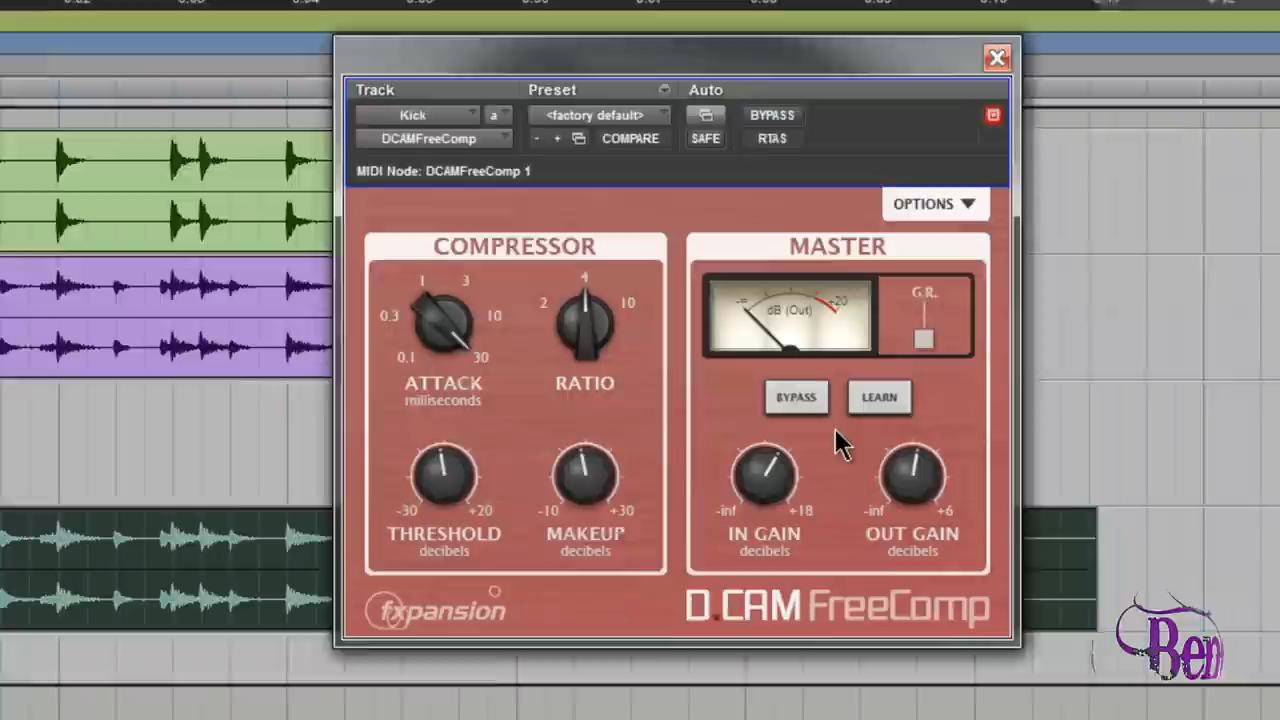 Track
Preset
Auto
Kick
a
<factory default>
BYPASS
DCAMFreeComp
- +
COMPARE
SAFE
RTAS
MIDI Node: DCAMFreeComp 1
OPTIONS
COMPRESSOR
MASTER
1 3
0.3 10
0.1 30
ATTACK
milliseconds
4
2 10
RATIO
-∞ +20
dB (Out)
G.R.
BYPASS
LEARN
-30 +20
THRESHOLD
decibels
-10 +30
MAKEUP
decibels
-inf +18
IN GAIN
decibels
-inf +6
OUT GAIN
decibels
fxpansion
D.CAM FreeComp
Ben